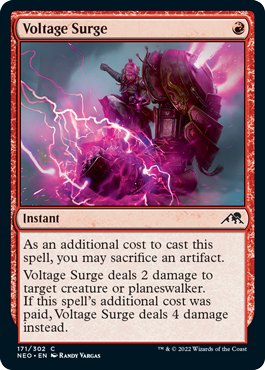 Voltage Surge
Instant
As an additional cost to cast this
spell, you may sacrifice an artifact.
Voltage Surge deals 2 damage to
target creature or planeswalker.
If this spell's additional cost was
paid, Voltage Surge deals 4 damage
instead.
171/302 C
NEO • EN RANDY VARGAS
™ & © 2022 Wizards of the Coast